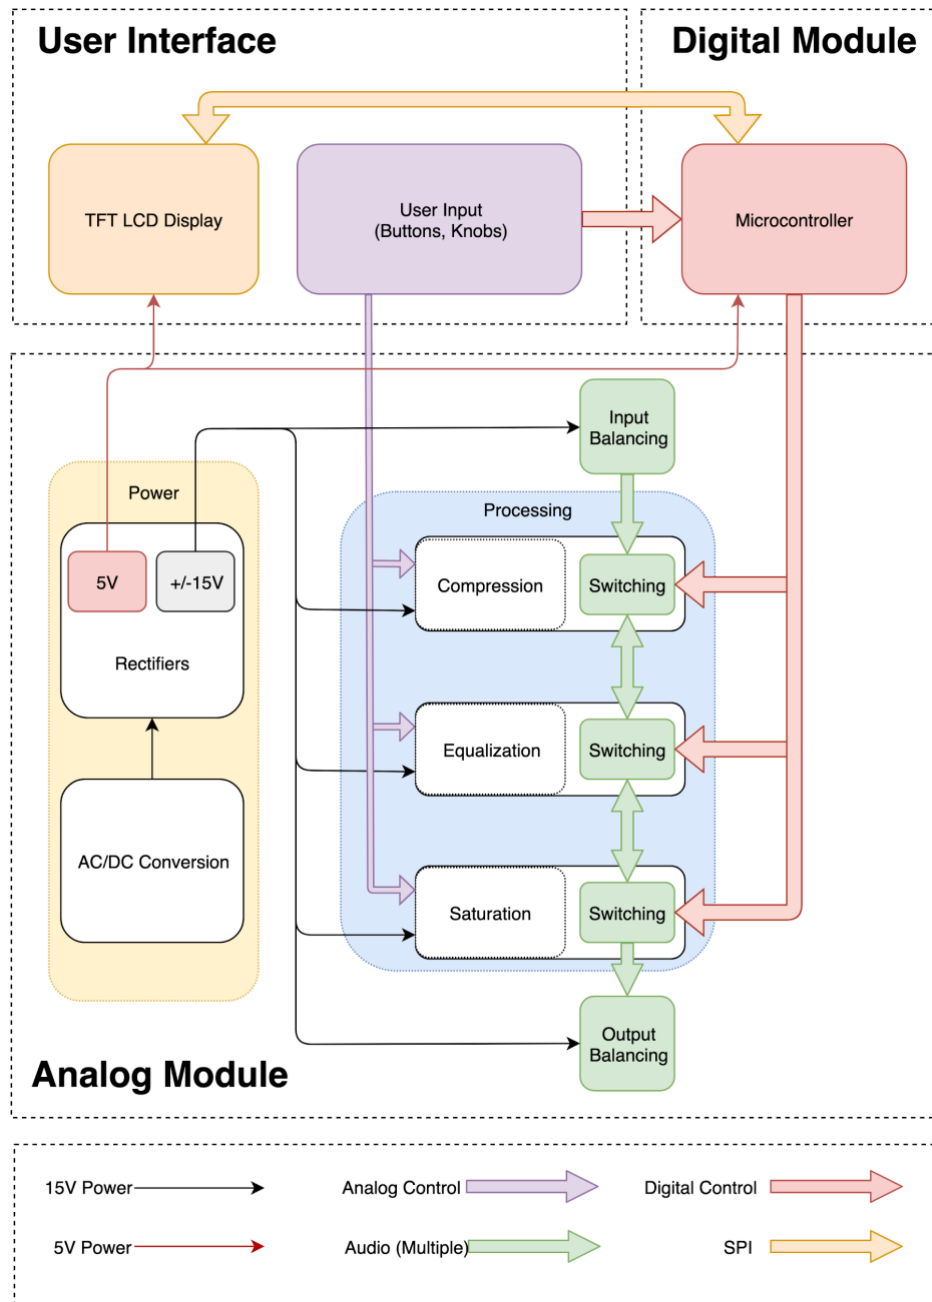 User Interface
Digital Module
TFT LCD Display
User Input
(Buttons, Knobs)
Microcontroller
Input
Balancing
Power
Processing
5V
+/-15V
Compression
Switching
Rectifiers
Equalization
Switching
AC/DC Conversion
Saturation
Switching
Output
Balancing
Analog Module
15V Power
Analog Control
Digital Control
5V Power
Audio (Multiple)
SPI